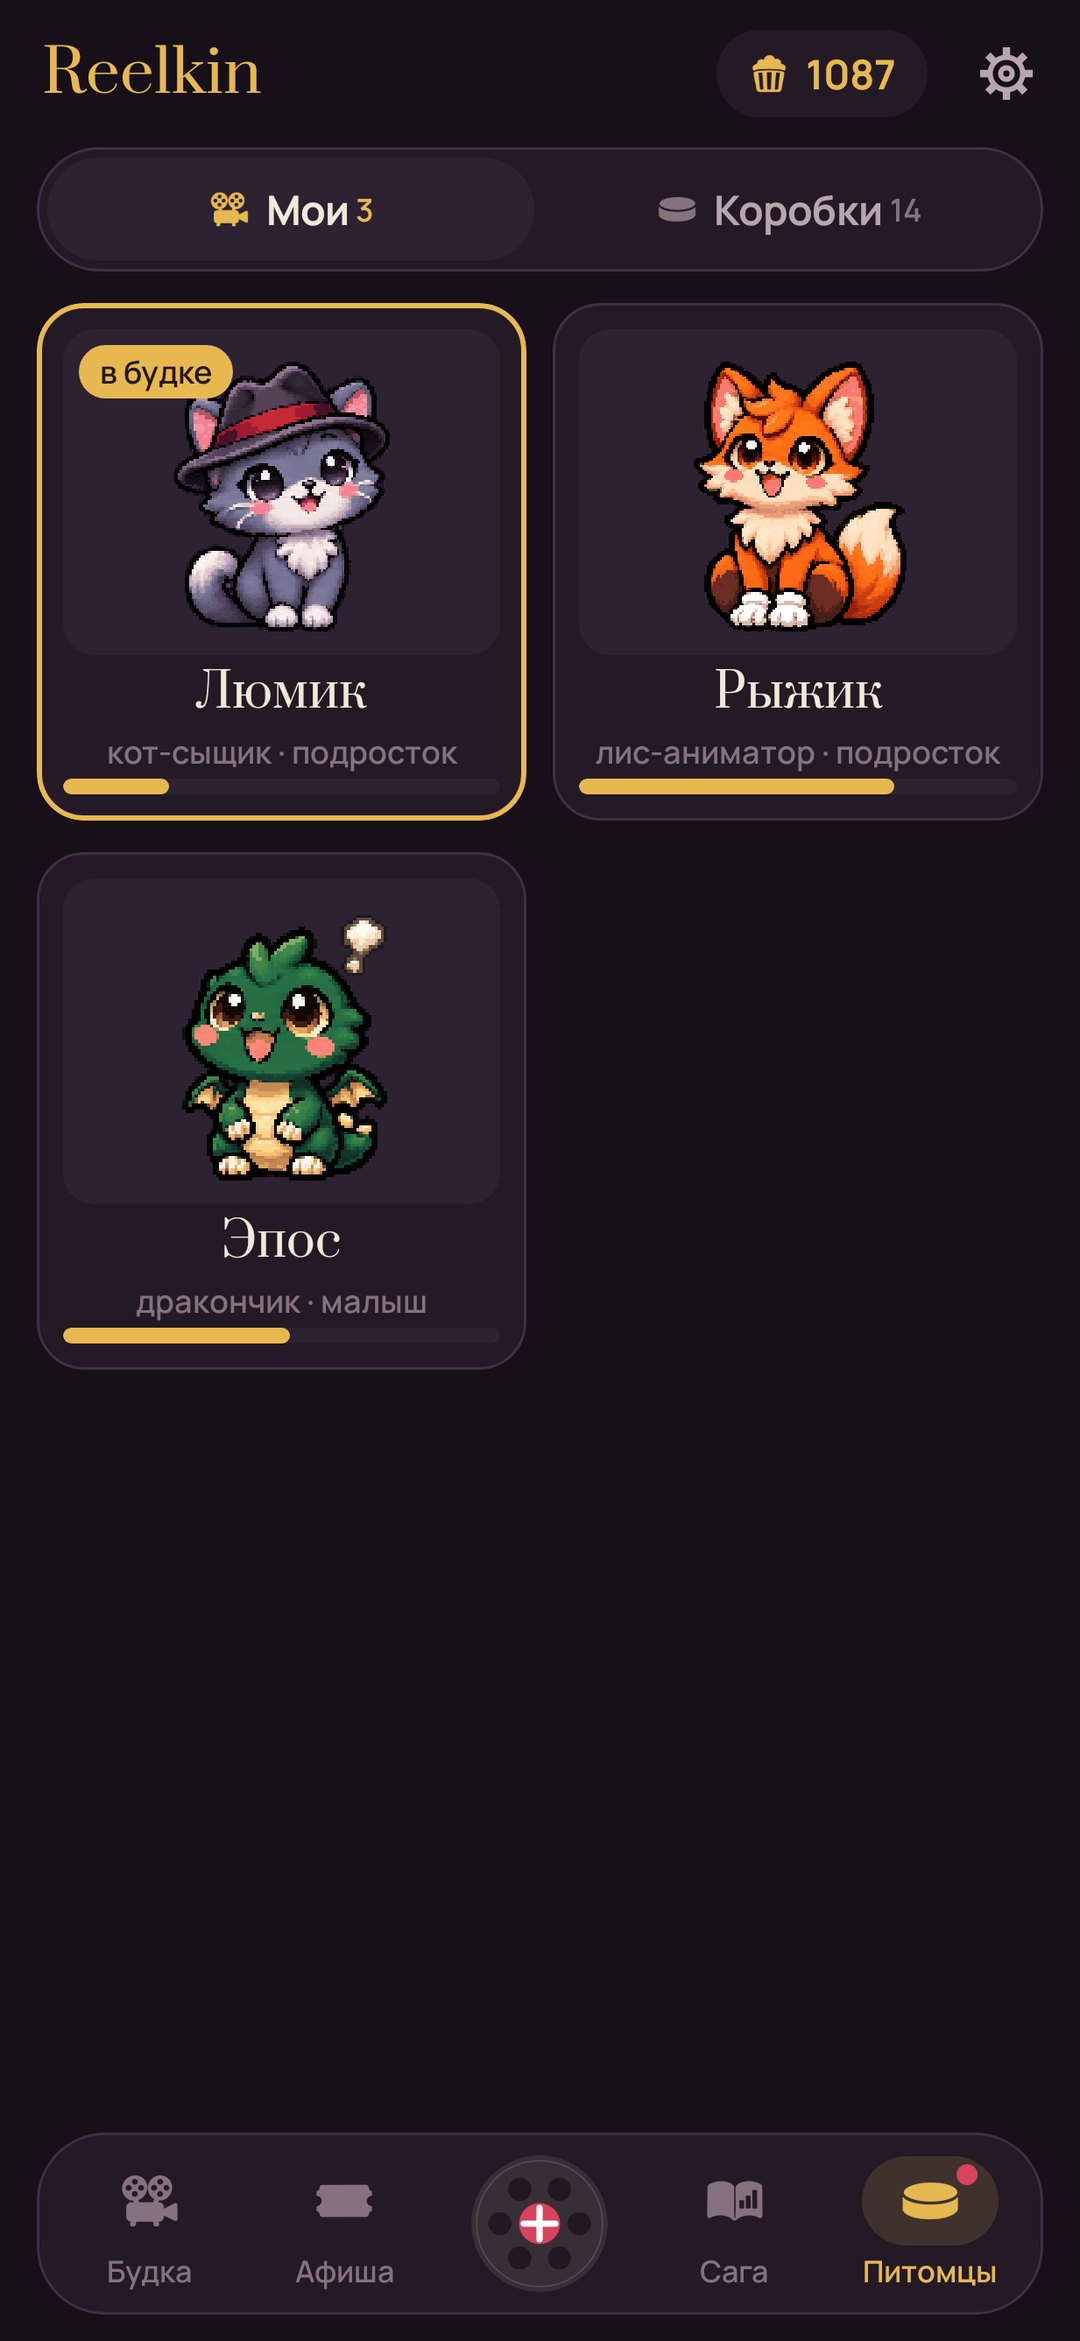 Reelkin
1087
Мои 3
Коробки 14
в будке
Люмик
кот-сыщик · подросток
Рыжик
лис-аниматор · подросток
Эпос
дракончик · малыш
Будка
Афиша
Сага
Питомцы